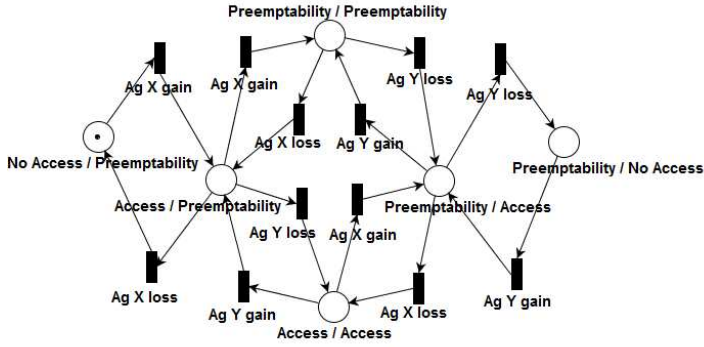 Preemptability / Preemptability
Ag X gain
Ag X gain
Ag Y loss
Ag Y loss
Ag X loss
Ag Y gain
No Access / Preemptability
Preemptability / No Access
Access / Preemptability
Preemptability / Access
Ag Y loss
Ag X gain
Ag X loss
Ag Y gain
Ag X loss
Ag Y gain
Access / Access